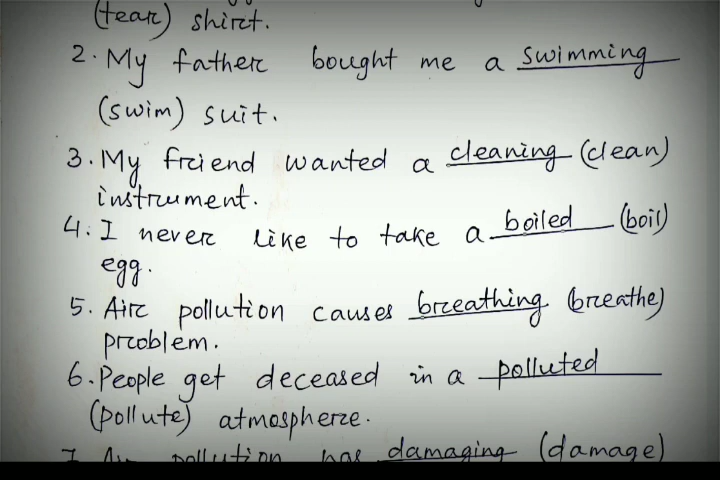 (tear) shirt.
2. My father bought me a swimming
(swim) suit.
3. My friend wanted a cleaning (clean)
instrument.
4. I never like to take a boiled (boil)
egg.
5. Air pollution causes breathing (breathe)
problem.
6. People get deceased in a polluted
(pollute) atmosphere.
7 Air pollution has damaging (damage)